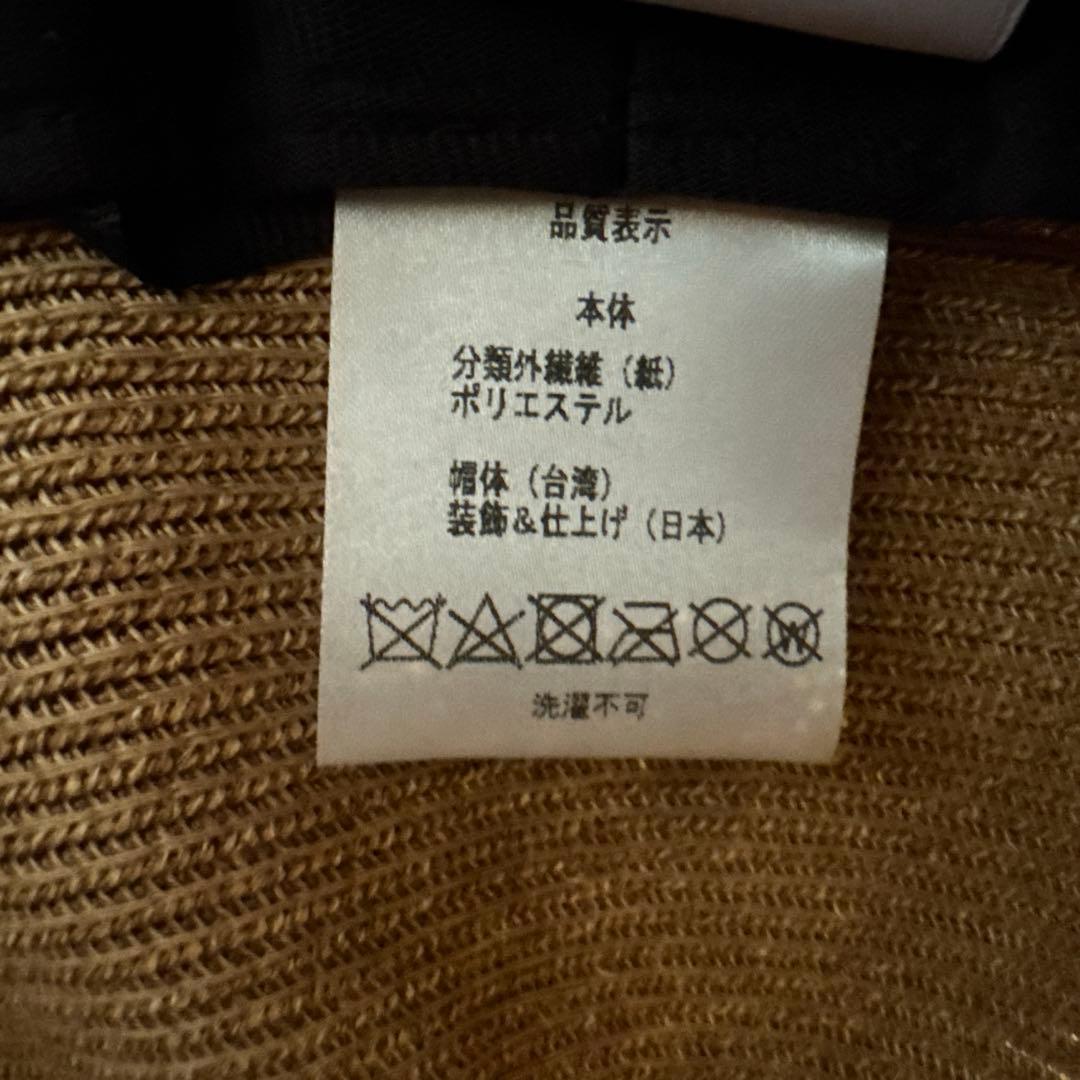 品質表示
本体
分類外繊維（紙）
ポリエステル
帽体（台湾）
装飾＆仕上げ（日本）
W
洗濯不可